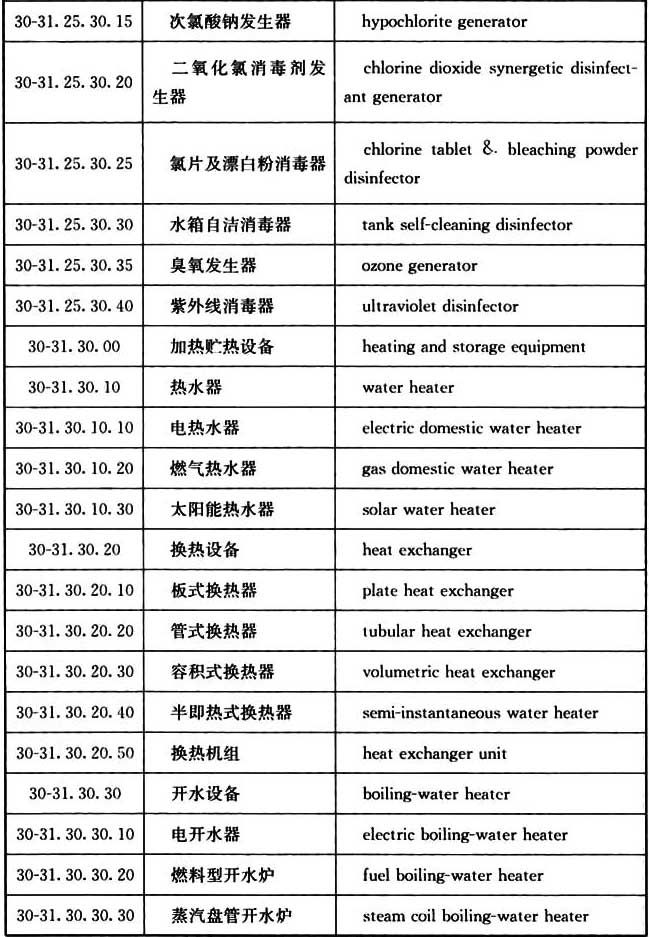 30-31.25.30.15 次氯酸钠发生器 hypochlorite generator
二氧化氯消毒剂发 chlorine dioxide synergetic disinfect-
30-31.25.30.20
生器 ant generator
chlorine tablet & bleaching powder
30-31.25.30.25 氯片及漂白粉消毒器
disinfector
30-31.25.30.30 水箱自洁消毒器 tank self-cleaning disinfector
30-31.25.30.35 臭氧发生器 ozone generator
30-31.25.30.40 紫外线消毒器 ultraviolet disinfector
30-31.30.00 加热贮热设备 heating and storage equipment
30-31.30.10 热水器 water heater
30-31.30.10.10 电热水器 electric domestic water heater
30-31.30.10.20 燃气热水器 gas domestic water heater
30-31.30.10.30 太阳能热水器 solar water heater
30-31.30.20 换热设备 heat exchanger
30-31.30.20.10 板式换热器 plate heat exchanger
30-31.30.20.20 管式换热器 tubular heat exchanger
30-31.30.20.30 容积式换热器 volumetric heat exchanger
30-31.30.20.40 半即热式换热器 semi-instantaneous water heater
30-31.30.20.50 换热机组 heat exchanger unit
30-31.30.30 开水设备 boiling-water heater
30-31.30.30.10 电开水器 electric boiling-water heater
30-31.30.30.20 燃料型开水炉 fuel boiling-water heater
30-31.30.30.30 蒸汽盘管开水炉 steam coil boiling-water heater